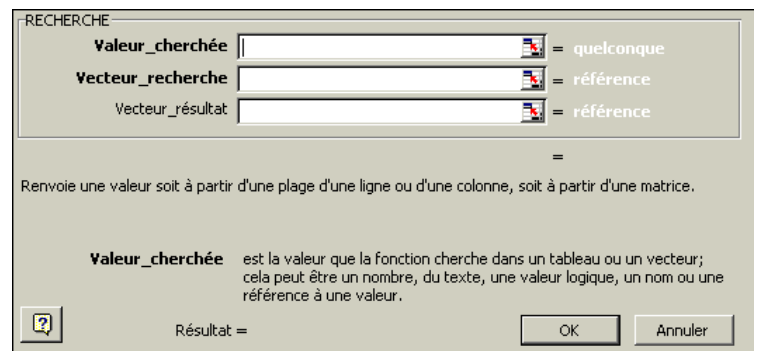 RECHERCHE
Valeur_cherchée = quelconque
Vecteur_recherche = référence
Vecteur_résultat = référence
=
Renvoie une valeur soit à partir d'une plage d'une ligne ou d'une colonne, soit à partir d'une matrice.
Valeur_cherchée est la valeur que la fonction cherche dans un tableau ou un vecteur;
cela peut être un nombre, du texte, une valeur logique, un nom ou une
référence à une valeur.
? Résultat = OK Annuler